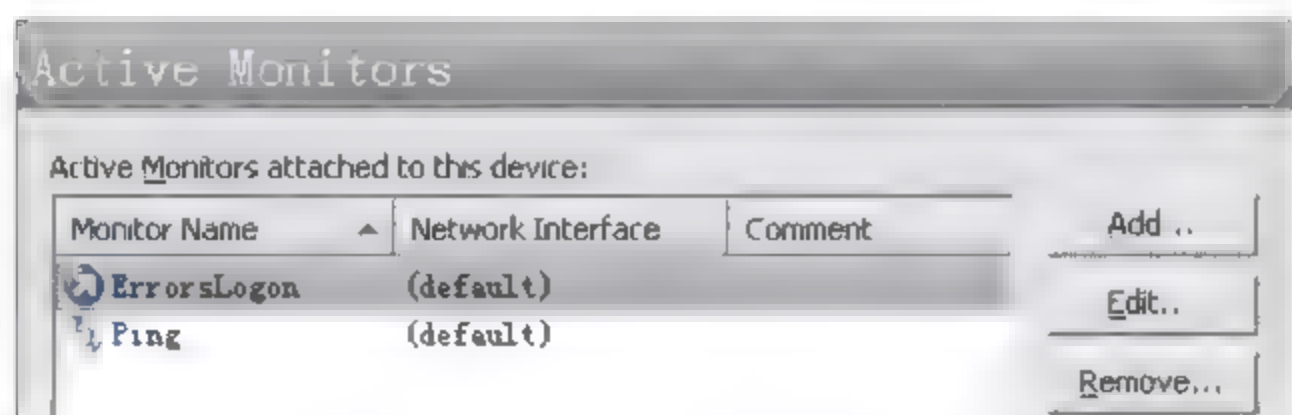 Active Monitors
Active Monitors attached to this device:
Monitor Name Network Interface Comment
Add ..
ErrorsLogon (default)
Edit..
Ping (default)
Remove...